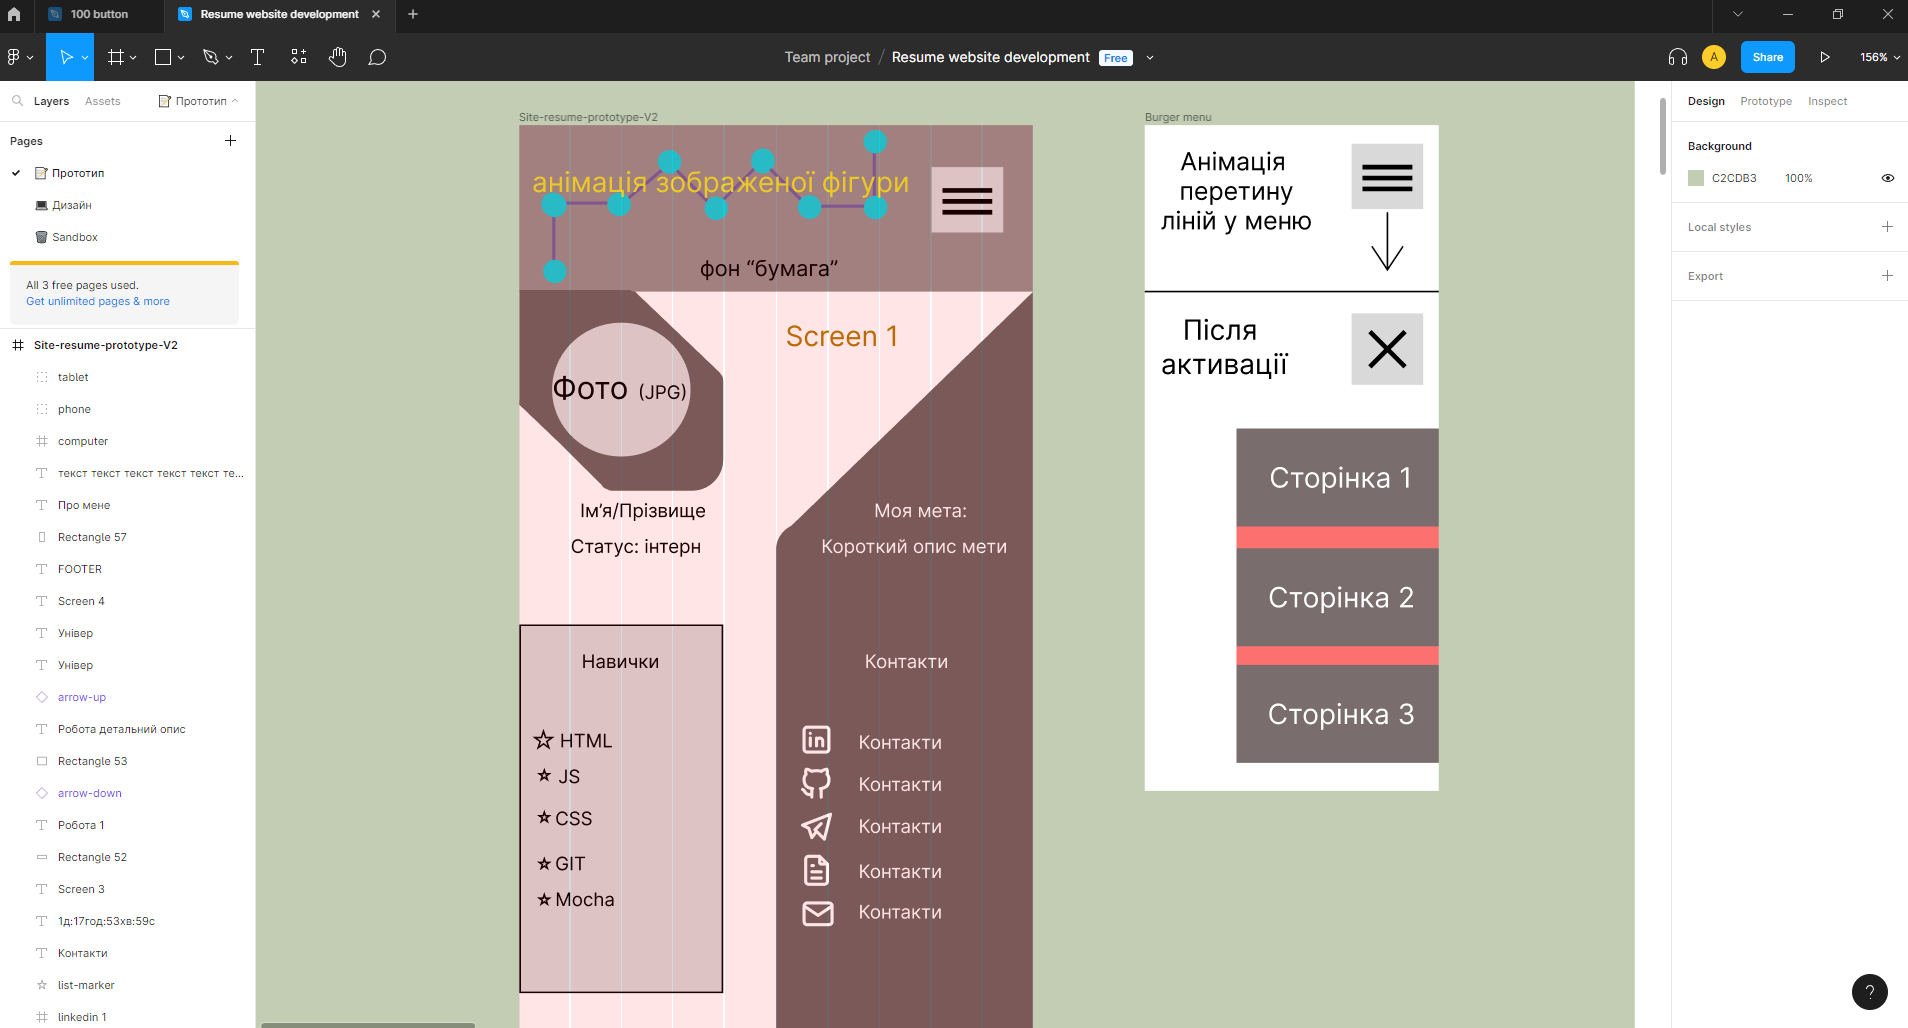 100 button
Resume website development
Team project / Resume website development Free
A
Share
156%
Layers
Assets
Прототип
Pages
Прототип
Дизайн
Sandbox
All 3 free pages used.
Get unlimited pages & more
Site-resume-prototype-V2
tablet
phone
computer
текст текст текст текст текст те...
Про мене
Rectangle 57
FOOTER
Screen 4
Універ
Універ
arrow-up
Робота детальний опис
Rectangle 53
arrow-down
Робота 1
Rectangle 52
Screen 3
1д:17год:53хв:59с
Контакти
list-marker
linkedin 1
Site-resume-prototype-V2
анімація зображеної фігури
фон “бумага”
Screen 1
Фото (JPG)
Ім’я/Прізвище
Статус: інтерн
Моя мета:
Короткий опис мети
Навички
HTML
JS
CSS
GIT
Mocha
Контакти
in
Контакти
Контакти
Контакти
Контакти
Контакти
Burger menu
Анімація
перетину
ліній у меню
Після
активації
Сторінка 1
Сторінка 2
Сторінка 3
Design
Prototype
Inspect
Background
C2CDB3
100%
Local styles
Export
?